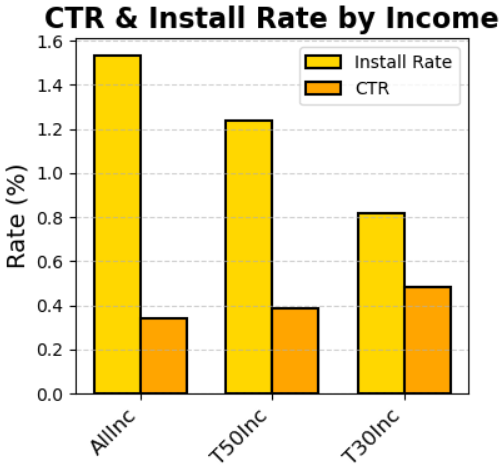 CTR & Install Rate by Income
Install Rate
CTR
Rate (%)
1.6
1.4
1.2
1.0
0.8
0.6
0.4
0.2
0.0
AllInc
T50Inc
T30Inc